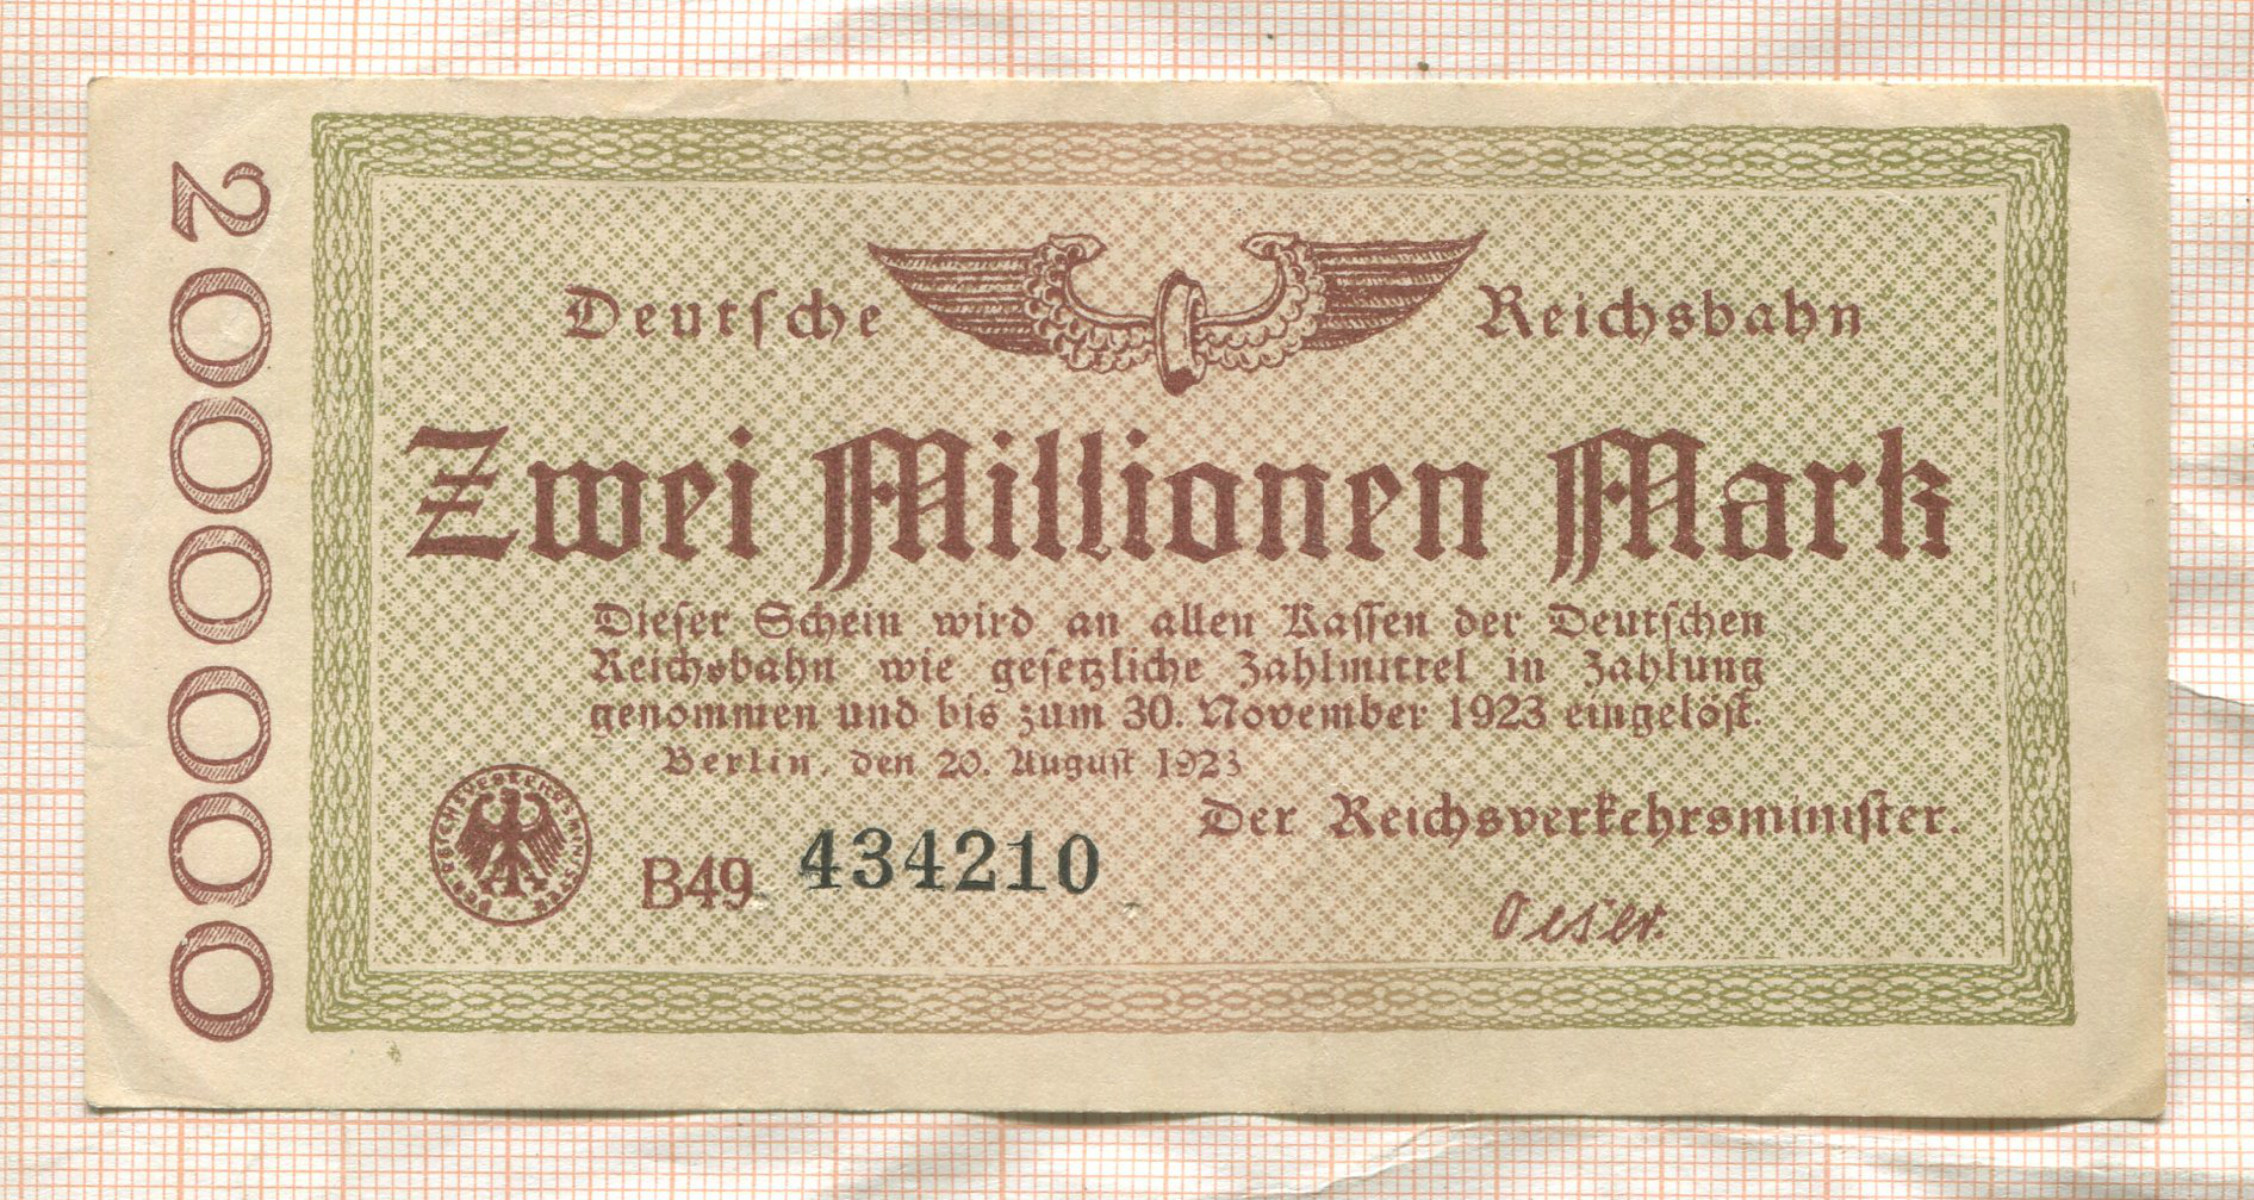 2000000
Deutſche Reichsbahn
Zwei Millionen Mark
Dieſer Schein wird an allen Kaſſen der Deutſchen
Reichsbahn wie geſetzliche Zahlmittel in Zahlung
genommen und bis zum 30. November 1923 eingelöſt.
Berlin, den 20. Auguſt 1923
Der Reichsverkehrsminiſter.
DER REICHSVERKEHRSMINISTER
B49 434210
Oeser.